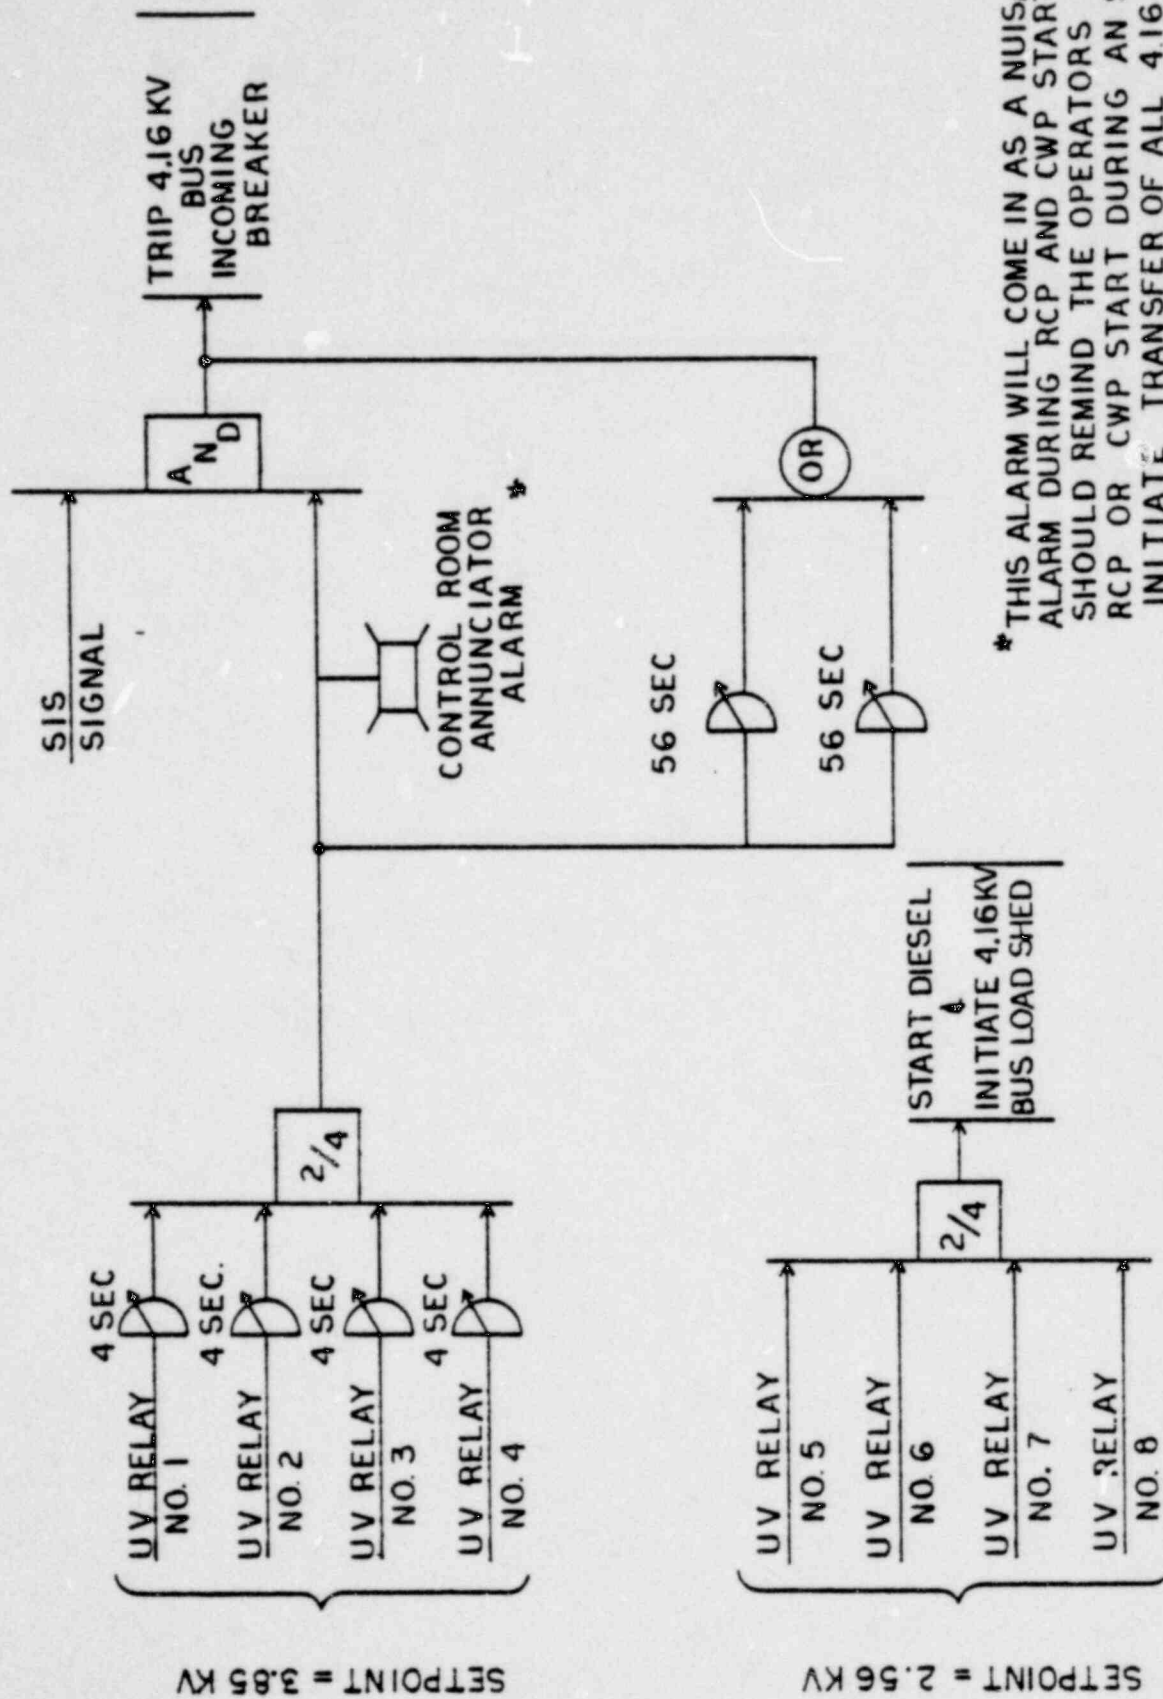 SIS
SIGNAL
TRIP 4.16 KV
BUS
INCOMING
BREAKER
AND
CONTROL ROOM
ANNUNCIATOR
ALARM *
4 SEC
UV RELAY
NO. 1
4 SEC.
UV RELAY
NO. 2
4 SEC
UV RELAY
NO. 3
4 SEC
UV RELAY
NO. 4
2/4
SETPOINT = 3.85 KV
56 SEC
56 SEC
OR
UV RELAY
NO. 5
UV RELAY
NO. 6
UV RELAY
NO. 7
UV RELAY
NO. 8
2/4
START DIESEL
&
INITIATE 4.16KV
BUS LOAD SHED
SETPOINT = 2.56 KV
* THIS ALARM WILL COME IN AS A
ALARM DURING RCP AND CWP
SHOULD REMIND THE OPERATORS
RCP OR CWP START DURING AN
INITIATE TRANSFER OF ALL 4.16